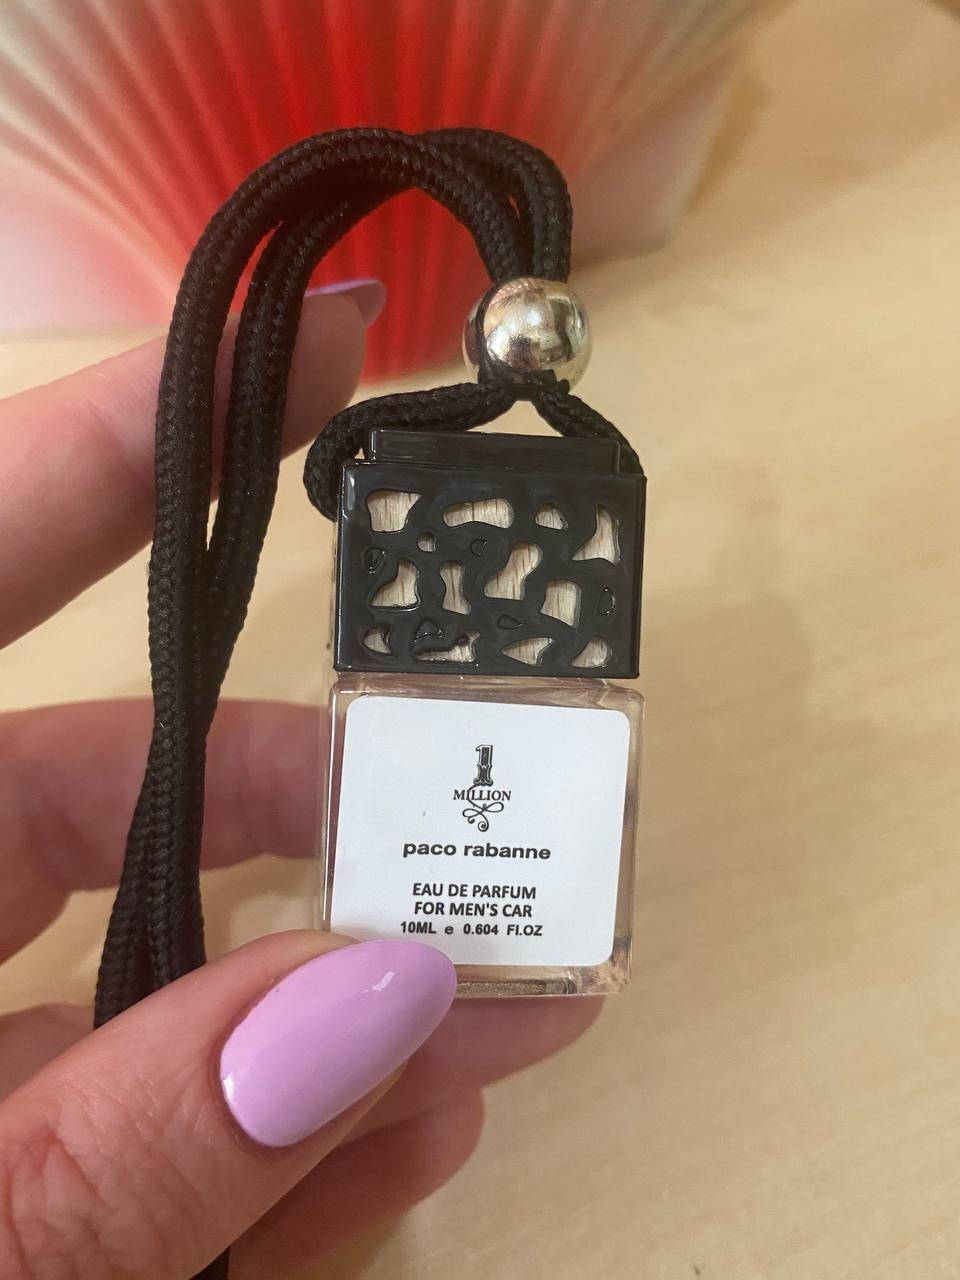 1
MILLION
paco rabanne
EAU DE PARFUM
FOR MEN'S CAR
10ML e 0.604 Fl.OZ